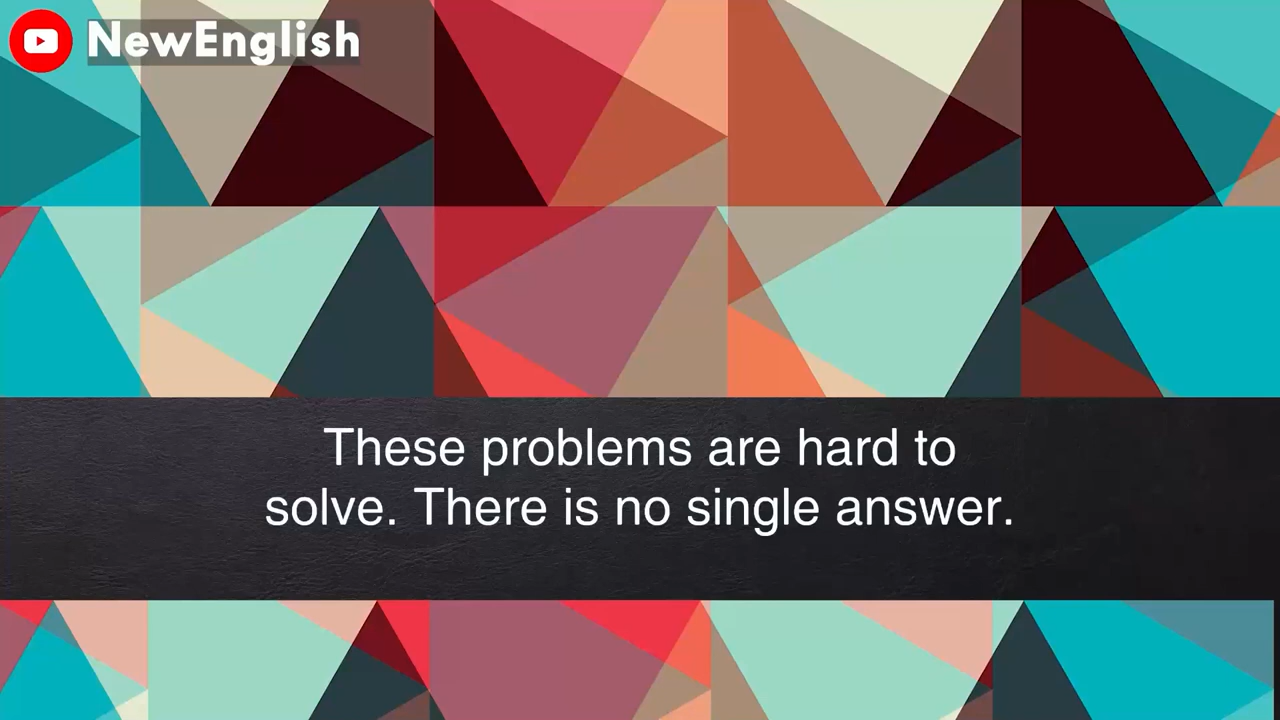 NewEnglish
These problems are hard to
solve. There is no single answer.